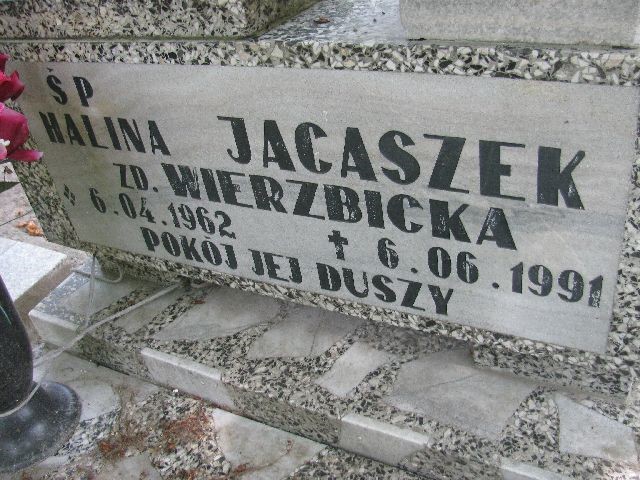 ŚP
HALINA JACASZEK
ZD. WIERZBICKA
* 6.04.1962 ✝ 6.06.1991
POKÓJ JEJ DUSZY